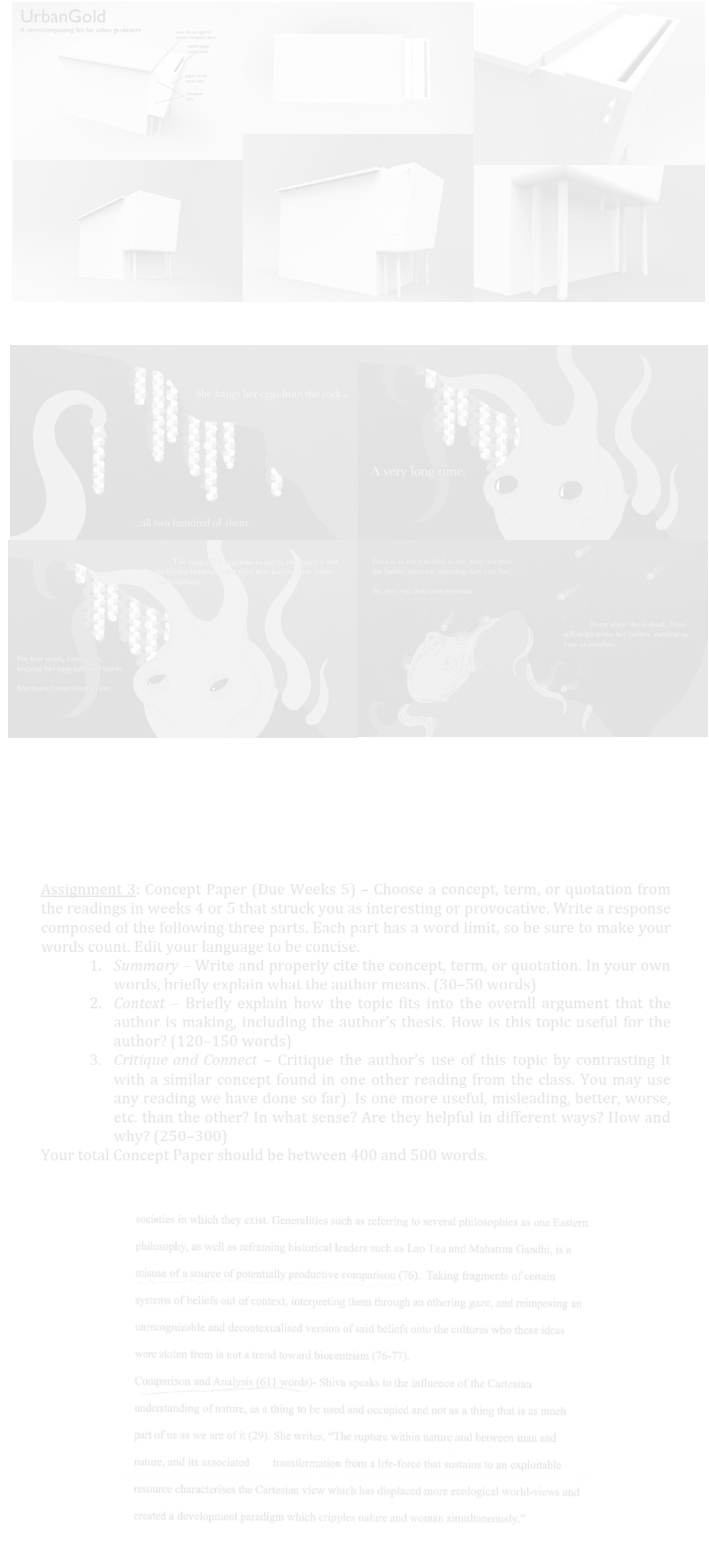 UrbanGold
A vermicomposting bin for urban gardeners
She hangs her eggs from the rock...
...all two hundred of them
A very long time.
For four
keeping her eggs
She doesn't
Even when she is dead, Dora
Assignment 3: Concept Paper (Due Weeks 5) – Choose a concept, term, or quotation from
the readings in weeks 4 or 5 that struck you as interesting or provocative. Write a response
composed of the following three parts. Each part has a word limit, so be sure to make your
words count. Edit your language to be concise.
1. Summary – Write and properly cite the concept, term, or quotation. In your own
words, briefly explain what the author means. (30–50 words)
2. Context – Briefly explain how the topic fits into the overall argument that the
author is making, including the author's thesis. How is this topic useful for the
author? (120–150 words)
3. Critique and Connect – Critique the author's use of this topic by contrasting it
with a similar concept found in one other reading from the class. You may use
any reading we have done so far). Is one more useful, misleading, better, worse,
etc. than the other? In what sense? Are they helpful in different ways? How and
why? (250–300)
Your total Concept Paper should be between 400 and 500 words.
societies in which they exist. Generalities such as referring to several philosophies as one Eastern
philosophy, as well as reframing historical leaders such as Lao Tza and Mahatma Gandhi, is a
misuse of a source of potentially productive comparison (76). Taking fragments of certain
systems of beliefs out of context, interpreting them through an othering gaze, and reimposing an
unrecognizable and decontextualised version of said beliefs onto the cultures who these ideas
were stolen from is not a trend toward biocentrism (76-77).
Comparison and Analysis (611 words)- Shiva speaks to the influence of the Cartesian
understanding of nature, as a thing to be used and occupied and not as a thing that is as much
part of us as we are of it (29). She writes, "The rupture within nature and between man and
nature, and its associated transformation from a life-force that sustains to an exploitable
resource characterises the Cartesian view which has displaced more ecological world-views and
created a development paradigm which cripples nature and woman simultaneously."